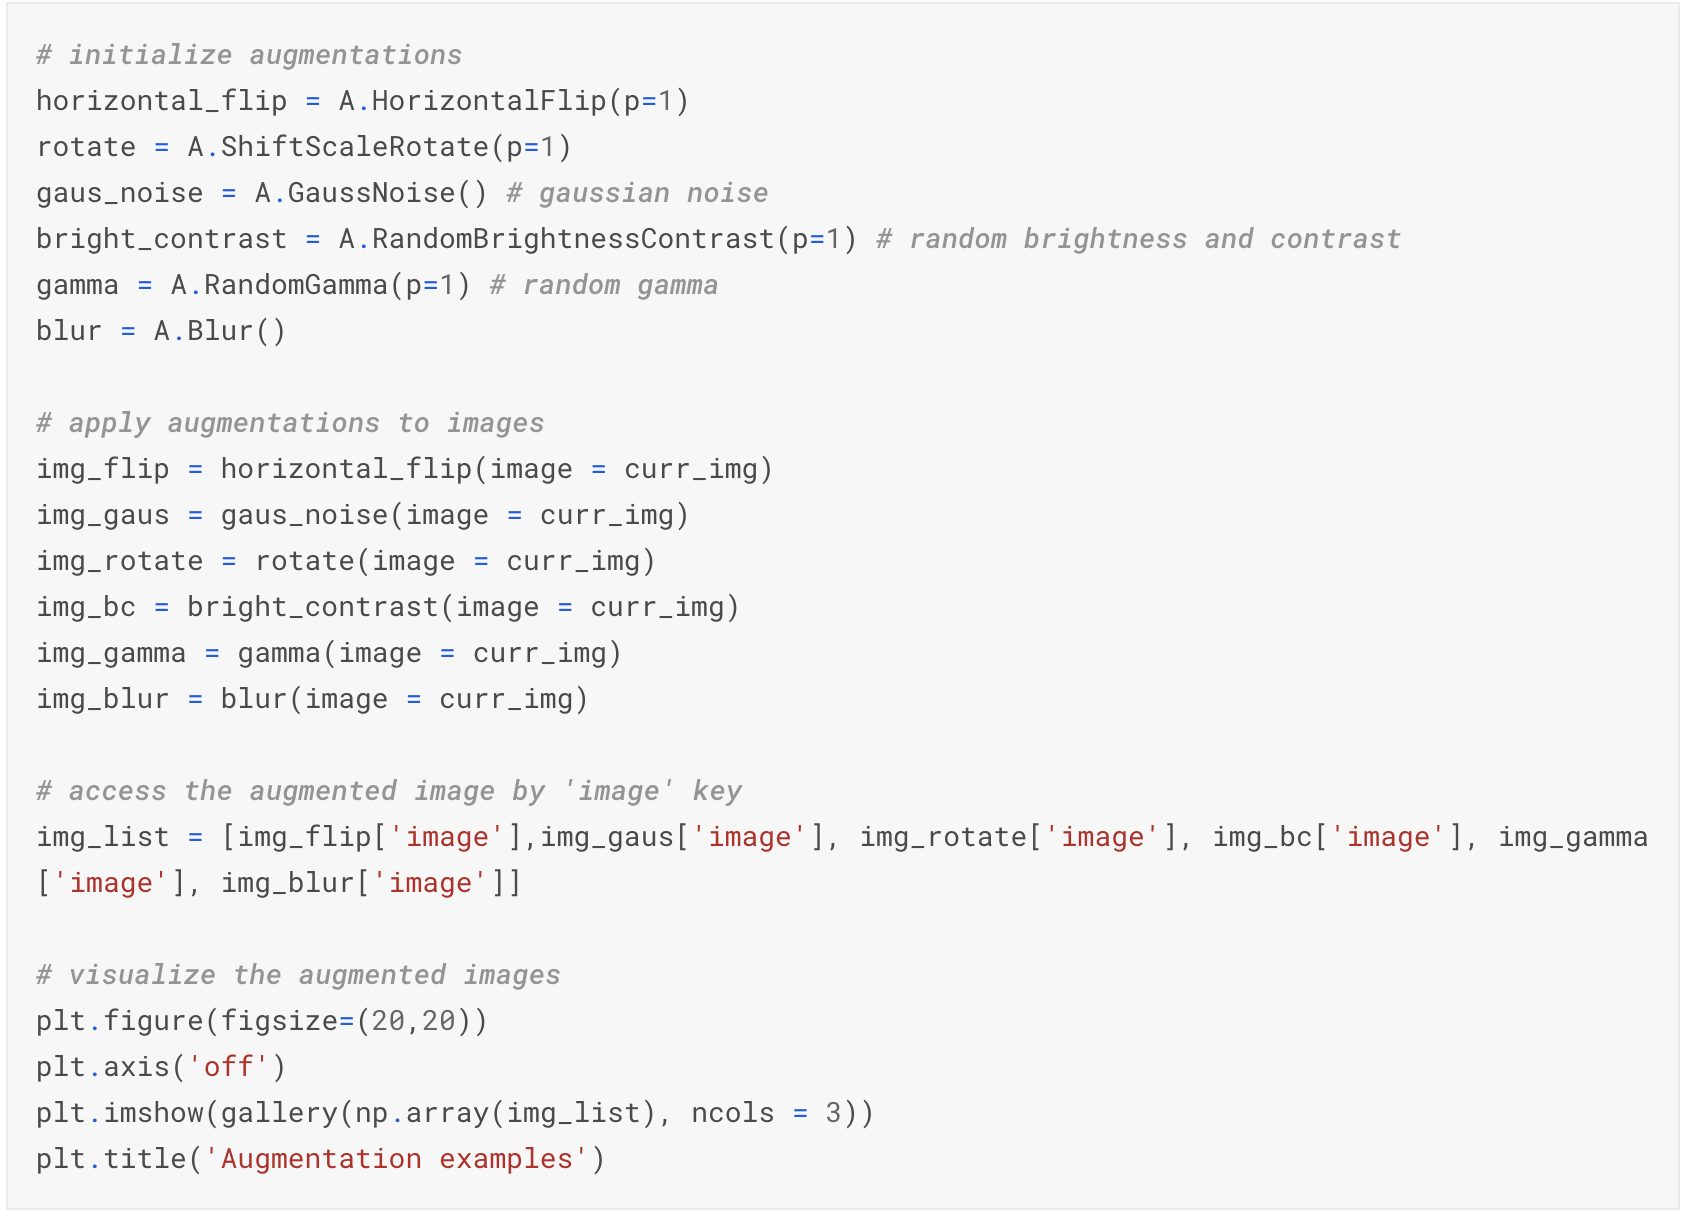 # initialize augmentations
horizontal_flip = A.HorizontalFlip(p=1)
rotate = A.ShiftScaleRotate(p=1)
gaus_noise = A.GaussNoise() # gaussian noise
bright_contrast = A.RandomBrightnessContrast(p=1) # random brightness and contrast
gamma = A.RandomGamma(p=1) # random gamma
blur = A.Blur()

# apply augmentations to images
img_flip = horizontal_flip(image = curr_img)
img_gaus = gaus_noise(image = curr_img)
img_rotate = rotate(image = curr_img)
img_bc = bright_contrast(image = curr_img)
img_gamma = gamma(image = curr_img)
img_blur = blur(image = curr_img)

# access the augmented image by 'image' key
img_list = [img_flip['image'],img_gaus['image'], img_rotate['image'], img_bc['image'], img_gamma
['image'], img_blur['image']]

# visualize the augmented images
plt.figure(figsize=(20,20))
plt.axis('off')
plt.imshow(gallery(np.array(img_list), ncols = 3))
plt.title('Augmentation examples')